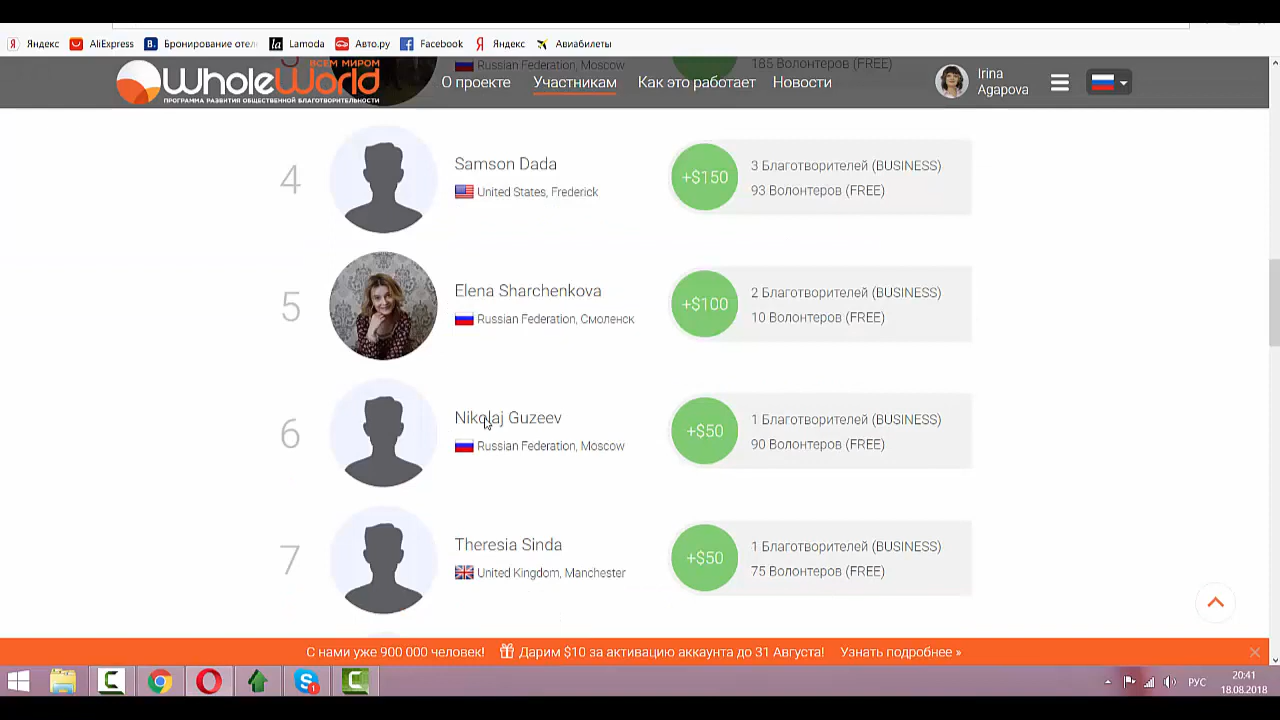 Яндекс AliExpress Бронирование отел Lamoda Авто.ру Facebook Яндекс Авиабилеты
ВСЕМ МИРОМ
WholeWorld
ПРОГРАММА РАЗВИТИЯ ОБЩЕСТВЕННОЙ БЛАГОТВОРИТЕЛЬНОСТИ
О проекте Участникам Как это работает Новости
Irina
Agapova
Russian Federation, Moscow
185 Волонтеров (FREE)
4
Samson Dada
United States, Frederick
+$150
3 Благотворителей (BUSINESS)
93 Волонтеров (FREE)
5
Elena Sharchenkova
Russian Federation, Смоленск
+$100
2 Благотворителей (BUSINESS)
10 Волонтеров (FREE)
6
Nikolaj Guzeev
Russian Federation, Moscow
+$50
1 Благотворителей (BUSINESS)
90 Волонтеров (FREE)
7
Theresia Sinda
United Kingdom, Manchester
+$50
1 Благотворителей (BUSINESS)
75 Волонтеров (FREE)
С нами уже 900 000 человек! Дарим $10 за активацию аккаунта до 31 Августа! Узнать подробнее »
РУС
20:41
18.08.2018